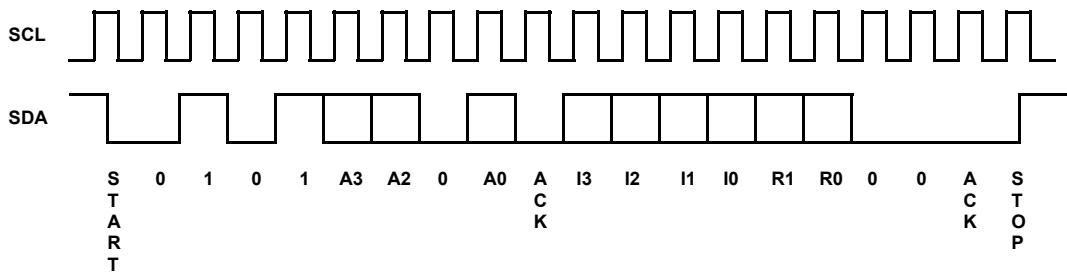 SCL
SDA
START 0 1 0 1 A3 A2 0 A0 ACK I3 I2 I1 I0 R1 R0 0 0 ACK STOP